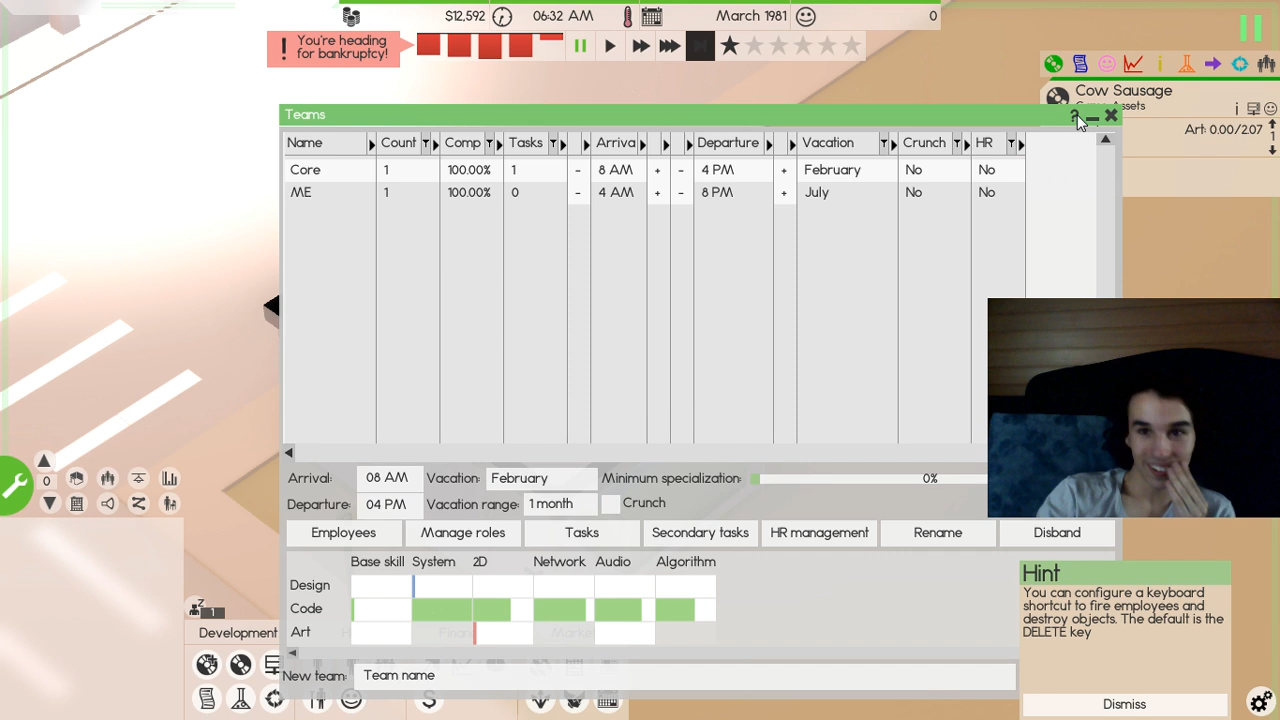 $12,592
06:32 AM
March 1981
0
! You're heading
for bankruptcy!
Cow Sausage
Art: 0.00/2.07
Teams
?
Name Count Comp Tasks Arriva Departure Vacation Crunch HR
Core 1 100.00% 1 - 8 AM + - 4 PM + February No No
ME 1 100.00% 0 - 4 AM + - 8 PM + July No No
Arrival: 08 AM Vacation: February Minimum specialization: 0%
Departure: 04 PM Vacation range: 1 month Crunch
Employees Manage roles Tasks Secondary tasks HR management Rename Disband
Base skill System 2D Network Audio Algorithm
Design
Code
Art
New team: Team name
0
1
Development
Hint
You can configure a keyboard
shortcut to fire employees and
destroy objects. The default is the
DELETE key
Dismiss